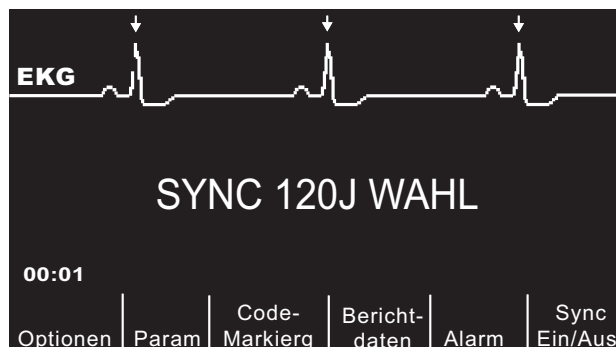 EKG
SYNC 120J WAHL
00:01
Optionen
Param
Code-
Markierg
Bericht-
daten
Alarm
Sync
Ein/Aus